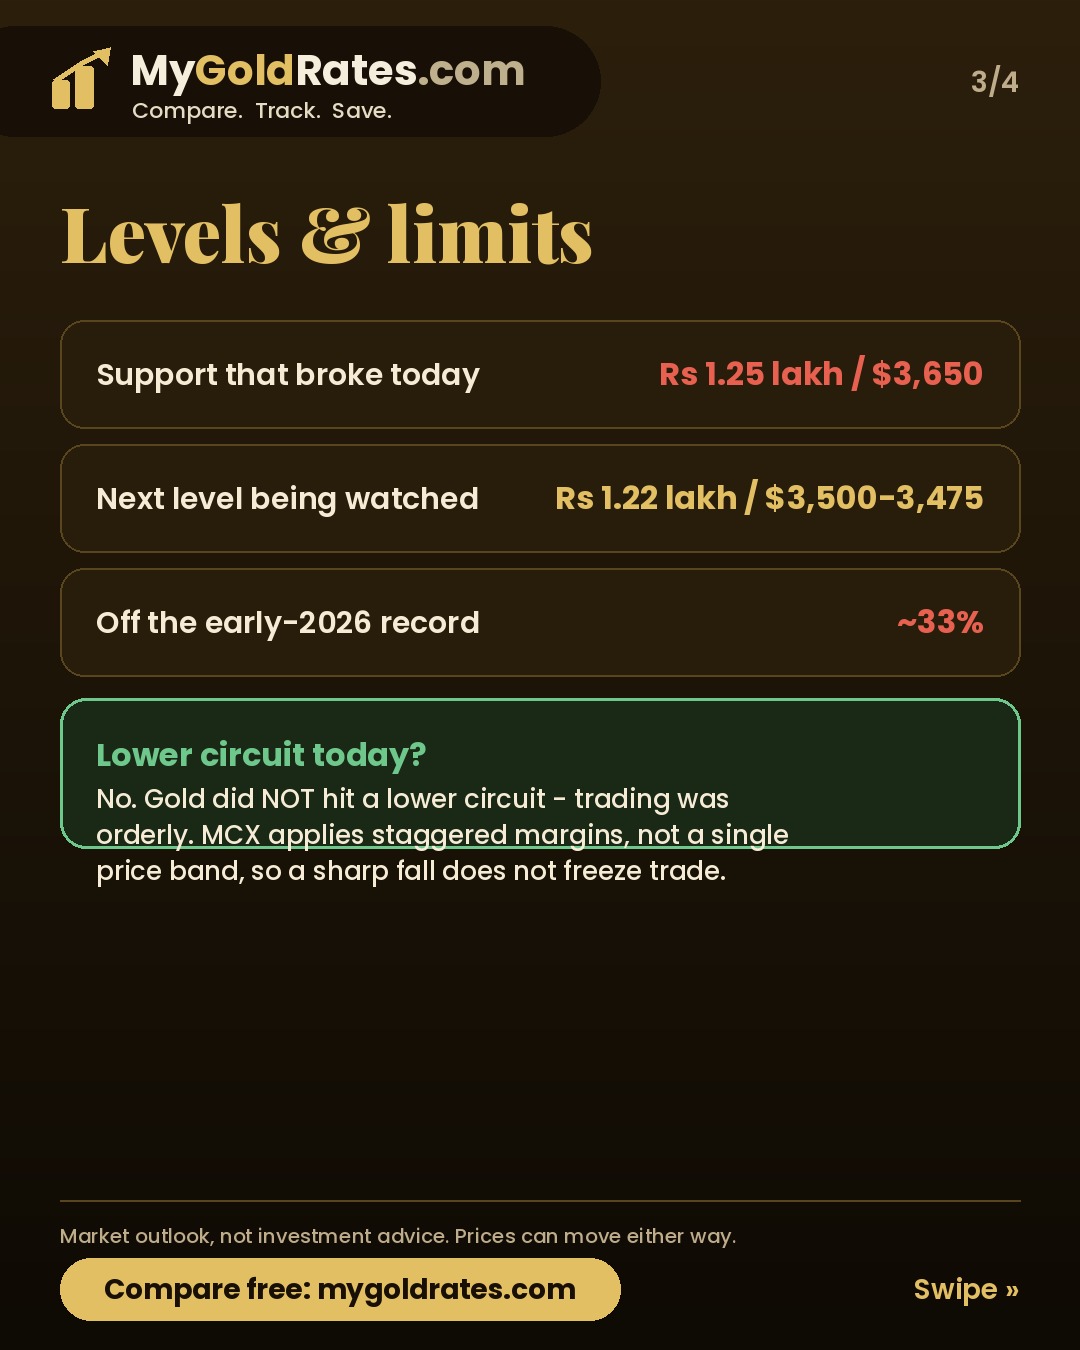 MyGoldRates.com
Compare. Track. Save.
3/4
Levels & limits
Support that broke today Rs 1.25 lakh / $3,650
Next level being watched Rs 1.22 lakh / $3,500-3,475
Off the early-2026 record ~33%
Lower circuit today?
No. Gold did NOT hit a lower circuit - trading was
orderly. MCX applies staggered margins, not a single
price band, so a sharp fall does not freeze trade.
Market outlook, not investment advice. Prices can move either way.
Compare free: mygoldrates.com
Swipe »